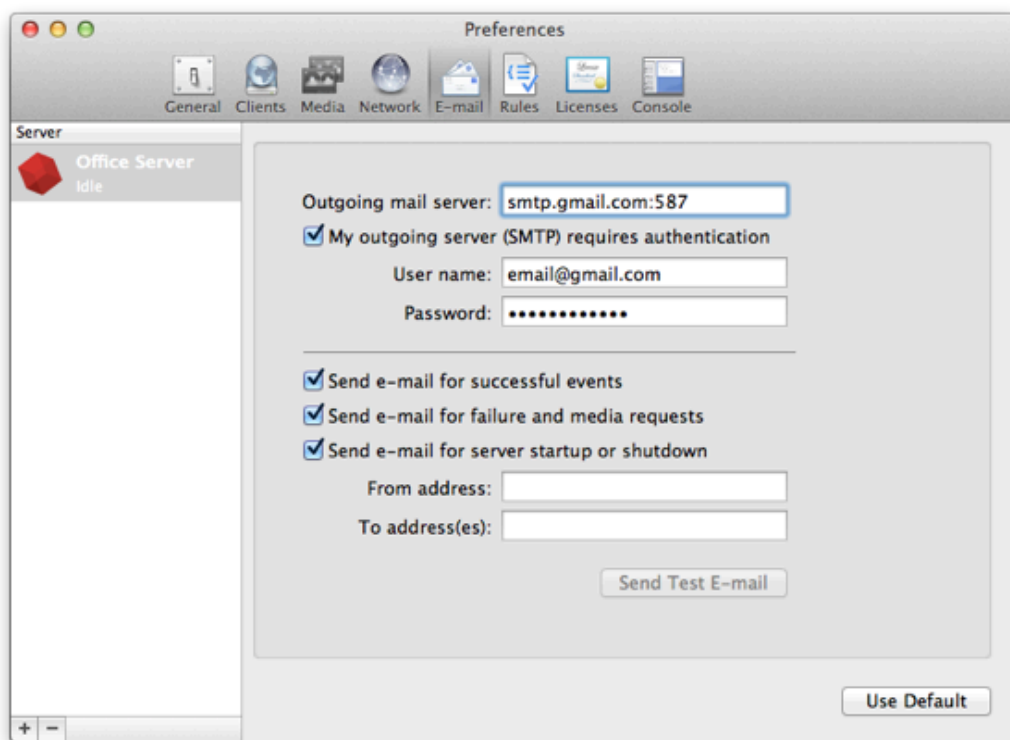 Preferences
General Clients Media Network E-mail Rules Licenses Console
Server
Office Server
Idle
Outgoing mail server: smtp.gmail.com:587
My outgoing server (SMTP) requires authentication
User name: email@gmail.com
Password: ••••••••••••
Send e-mail for successful events
Send e-mail for failure and media requests
Send e-mail for server startup or shutdown
From address:
To address(es):
Send Test E-mail
Use Default
+ −